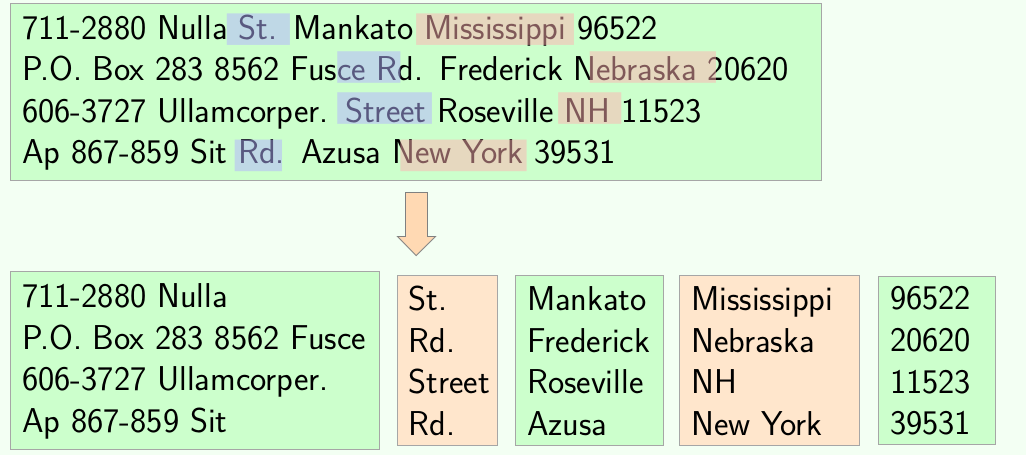 711-2880 Nulla St. Mankato Mississippi 96522
P.O. Box 283 8562 Fusce Rd. Frederick Nebraska 20620
606-3727 Ullamcorper. Street Roseville NH 11523
Ap 867-859 Sit Rd. Azusa New York 39531
711-2880 Nulla St. Mankato Mississippi 96522
P.O. Box 283 8562 Fusce Rd. Frederick Nebraska 20620
606-3727 Ullamcorper. Street Roseville NH 11523
Ap 867-859 Sit Rd. Azusa New York 39531